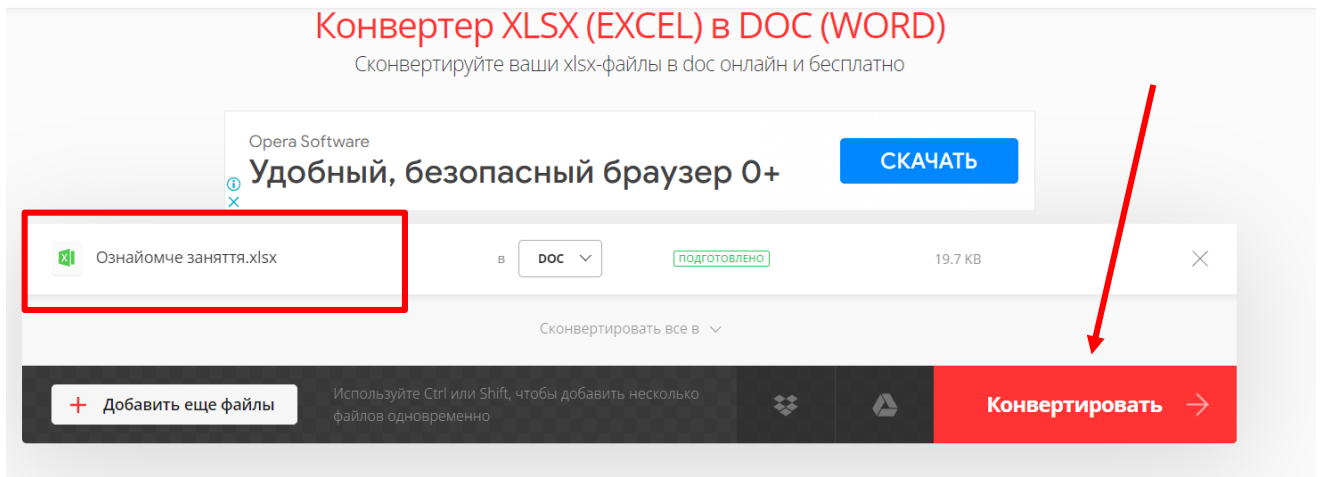 Конвертер XLSX (EXCEL) в DOC (WORD)
Сконвертируйте ваши xlsx-файлы в doc онлайн и бесплатно
Opera Software
Удобный, безопасный браузер 0+
СКАЧАТЬ
Ознайомче заняття.xlsx
в
DOC
ПОДГОТОВЛЕНО
19.7 KB
Сконвертировать все в
Добавить еще файлы
Используйте Ctrl или Shift, чтобы добавить несколько
файлов одновременно
Конвертировать